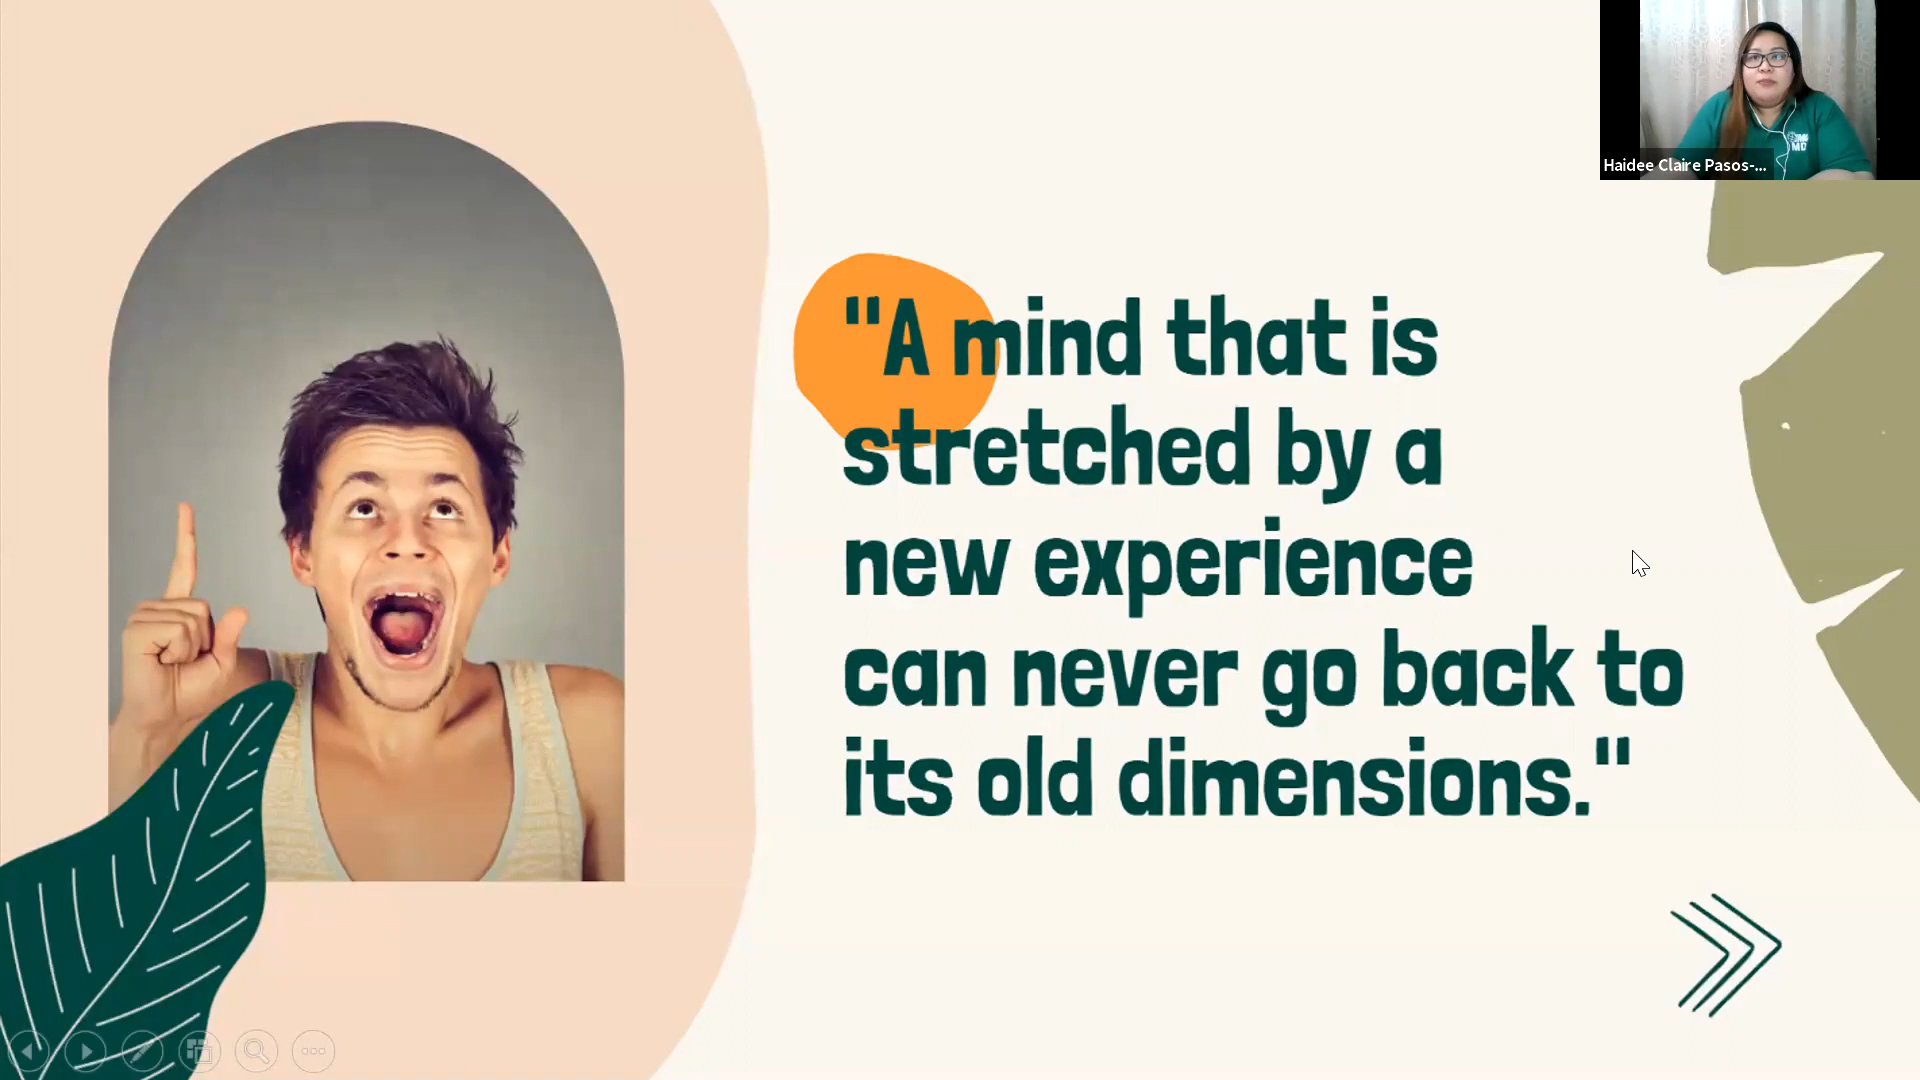 Haidee Claire Pasos-...
"A mind that is
stretched by a
new experience
can never go back to
its old dimensions."